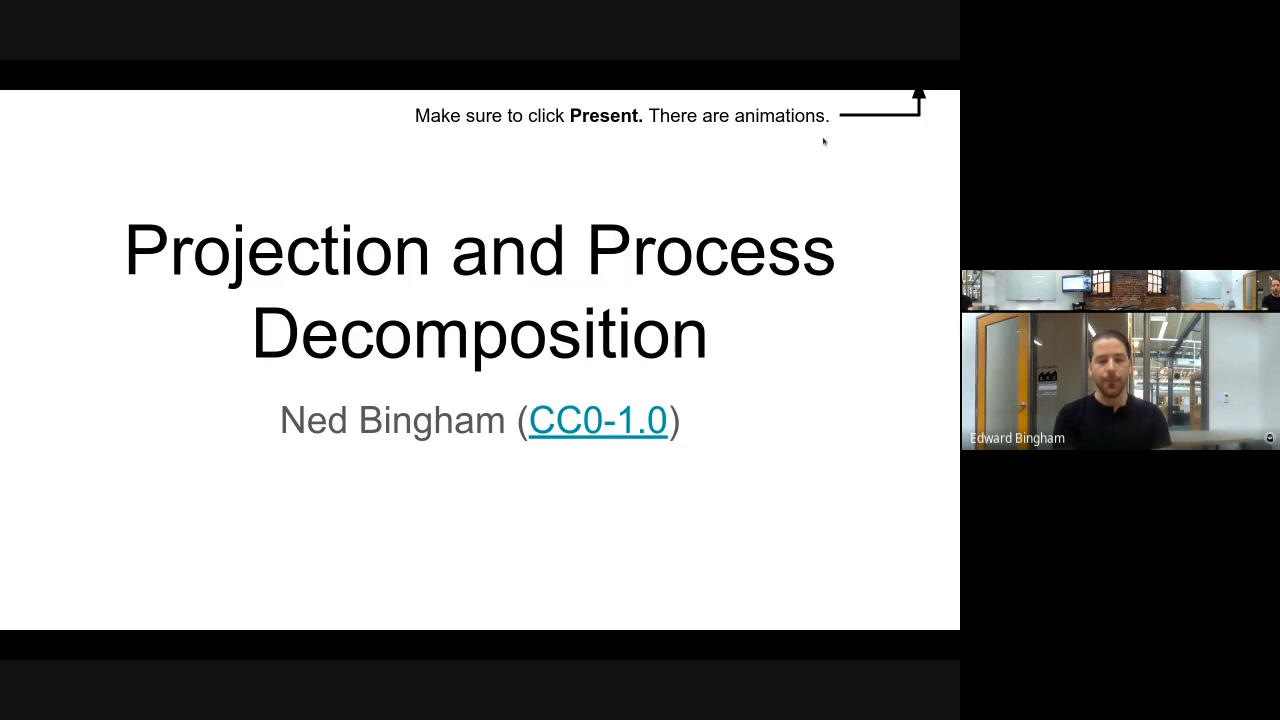 Make sure to click Present. There are animations.
Projection and Process
Decomposition
Ned Bingham (CC0-1.0)
Edward Bingham